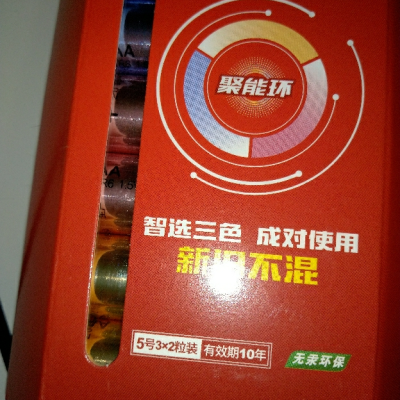 聚能环
智选三色 成对使用
新旧不混
5号3×2粒装 有效期10年
无汞环保